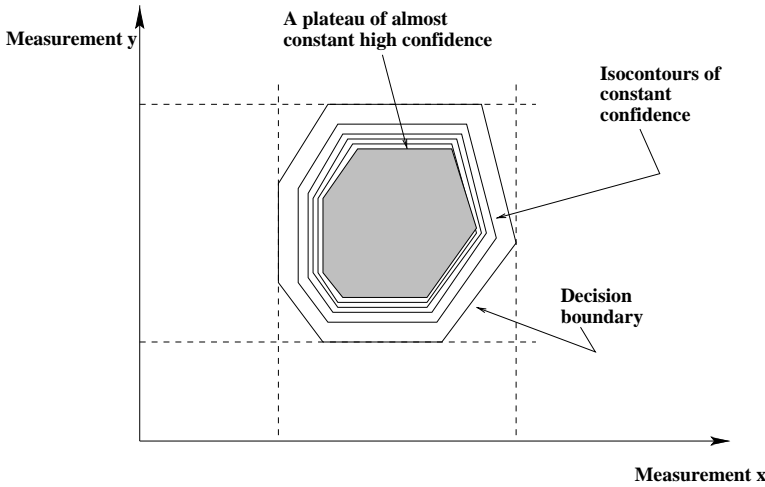 A plateau of almost
constant high confidence
Measurement y
Isocontours of
constant
confidence
Decision
boundary
Measurement x